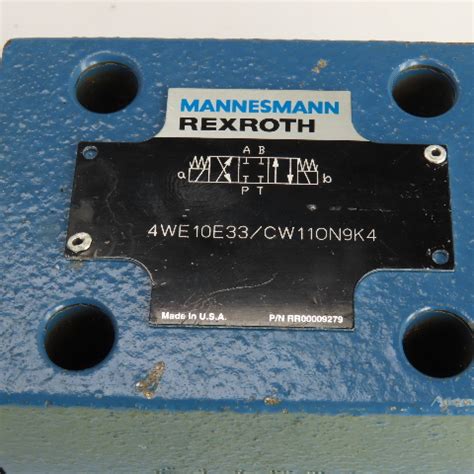 MANNESMANN
REXROTH
A B
a b
P T
4WE10E33/CW110N9K4
Made In U.S.A. P/N RR00009279